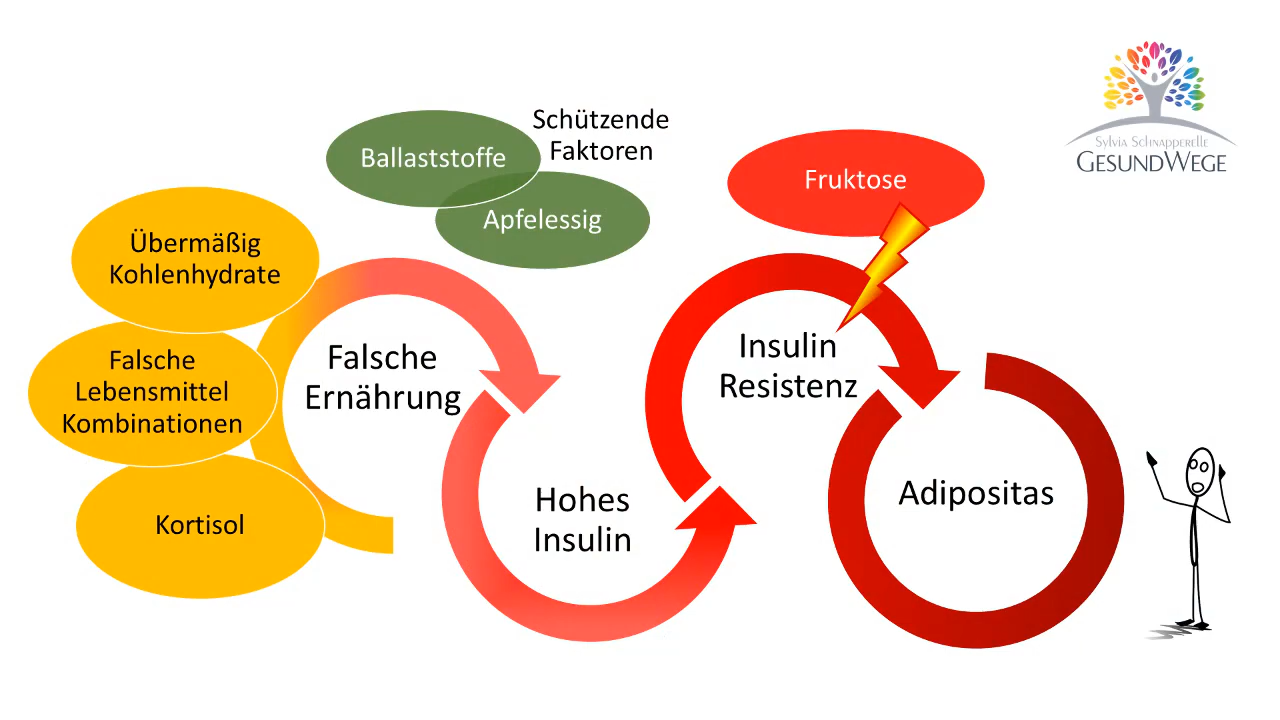 Sylvia Schnapperelle
GesundWege
Schützende
Faktoren
Ballaststoffe
Apfelessig
Fruktose
Übermäßig
Kohlenhydrate
Falsche
Lebensmittel
Kombinationen
Kortisol
Falsche
Ernährung
Hohes
Insulin
Insulin
Resistenz
Adipositas